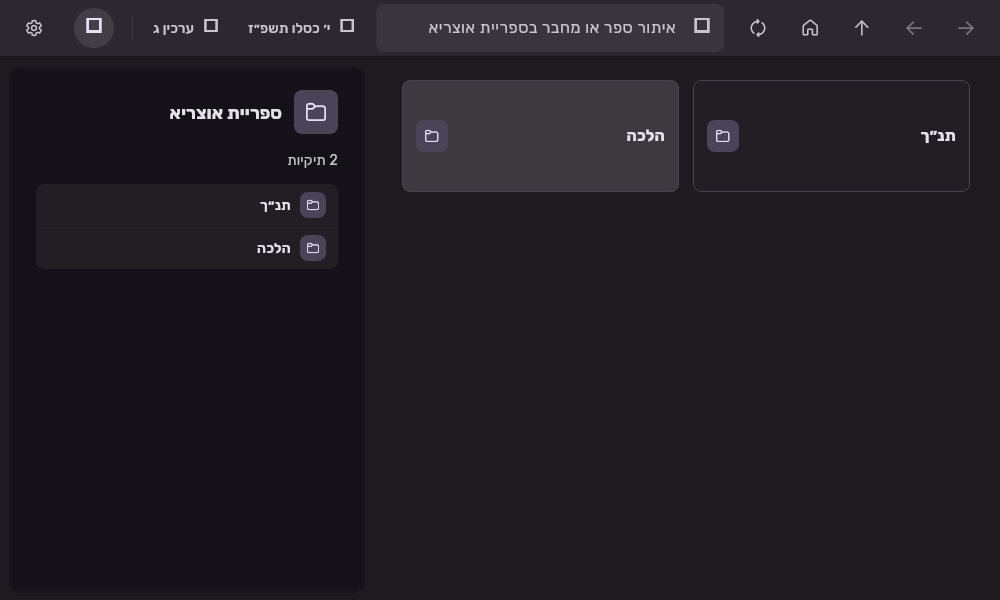 איתור ספר או מחבר בספריית אוצריא
י׳ כסלו תשפ״ז
ערכין ג
תנ״ך
הלכה
ספריית אוצריא
2 תיקיות
תנ״ך
הלכה